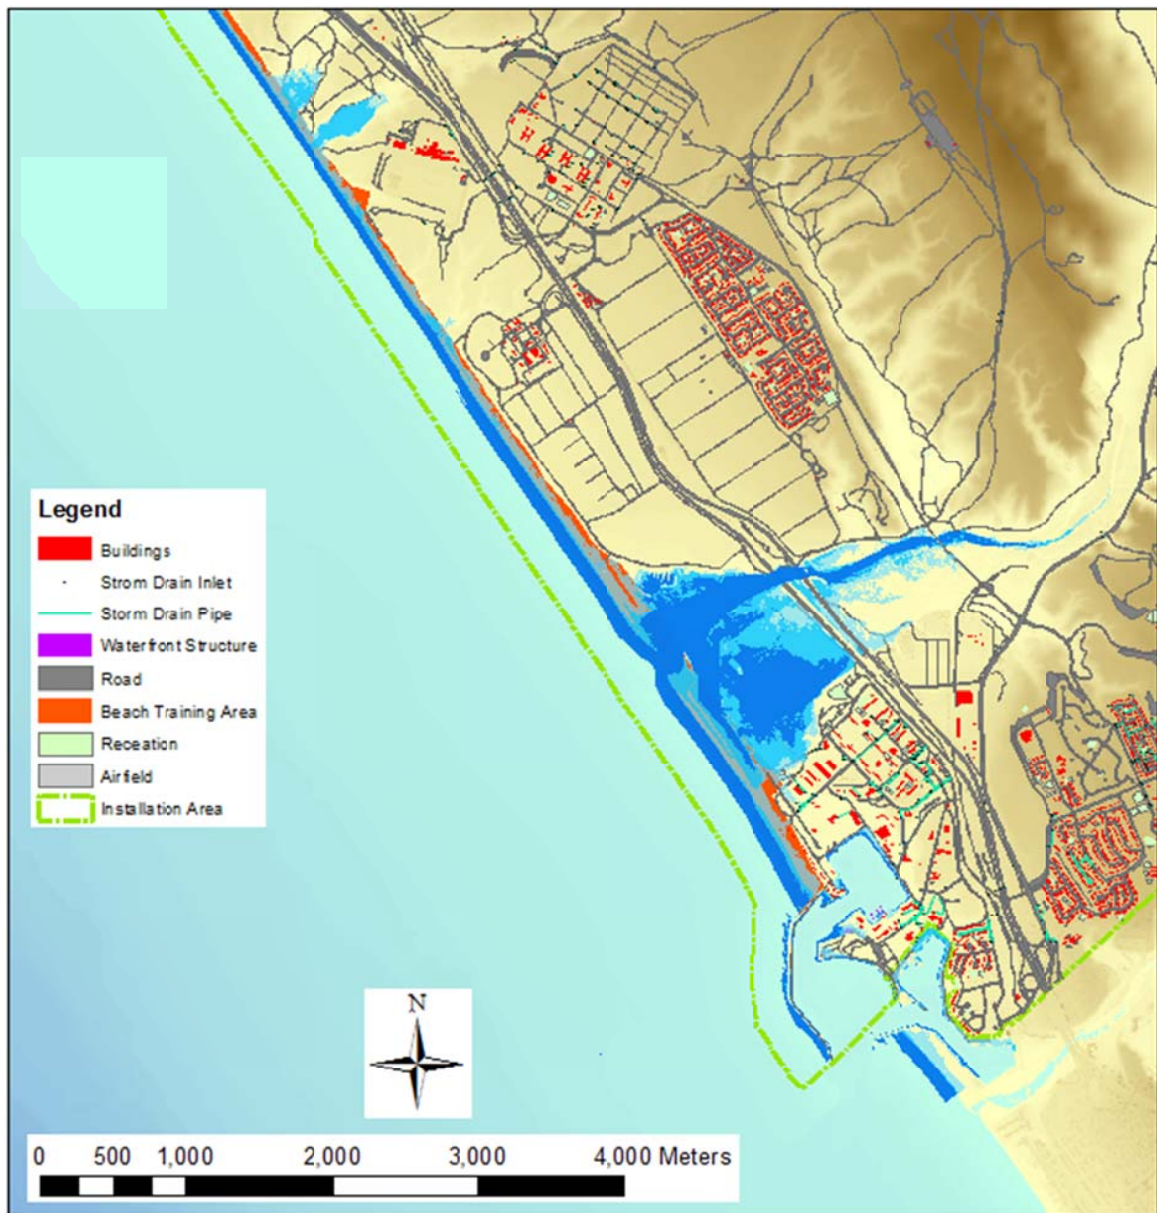 Legend
Buildings
Strom Drain Inlet
Storm Drain Pipe
Waterfront Structure
Road
Beach Training Area
Receation
Airfield
Installation Area
N
0 500 1,000 2,000 3,000 4,000 Meters